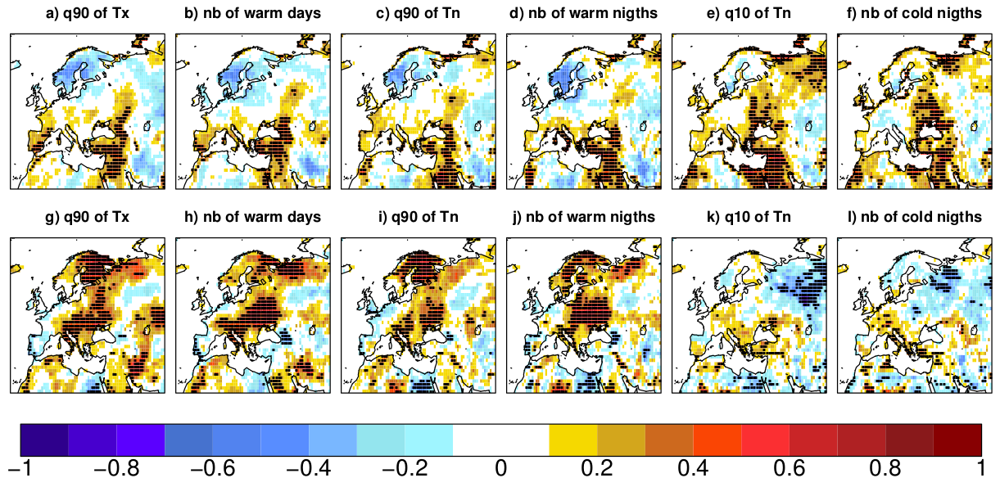 a) q90 of Tx b) nb of warm days c) q90 of Tn d) nb of warm nigths e) q10 of Tn f) nb of cold nigths
g) q90 of Tx h) nb of warm days i) q90 of Tn j) nb of warm nigths k) q10 of Tn l) nb of cold nigths
−1 −0.8 −0.6 −0.4 −0.2 0 0.2 0.4 0.6 0.8 1